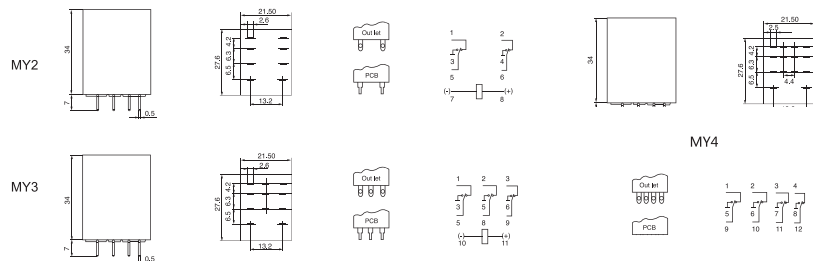 MY2
34
7
0.5
21.50
2.6
27.6
4.2
6.3
6.5
13.2
Out let
PCB
1 2
3 4
5 6
(-) (+)
7 8
34
21.50
2.5
27.6
6.5 6.3 4.2
4.4
MY3
34
7
0.5
21.50
2.6
27.6
4.2
6.3
6.5
13.2
Out let
PCB
1 2 3
3 5 6
5 8 9
(-) (+)
10 11
MY4
Out let
PCB
1 2 3 4
5 6 7 8
9 10 11 12